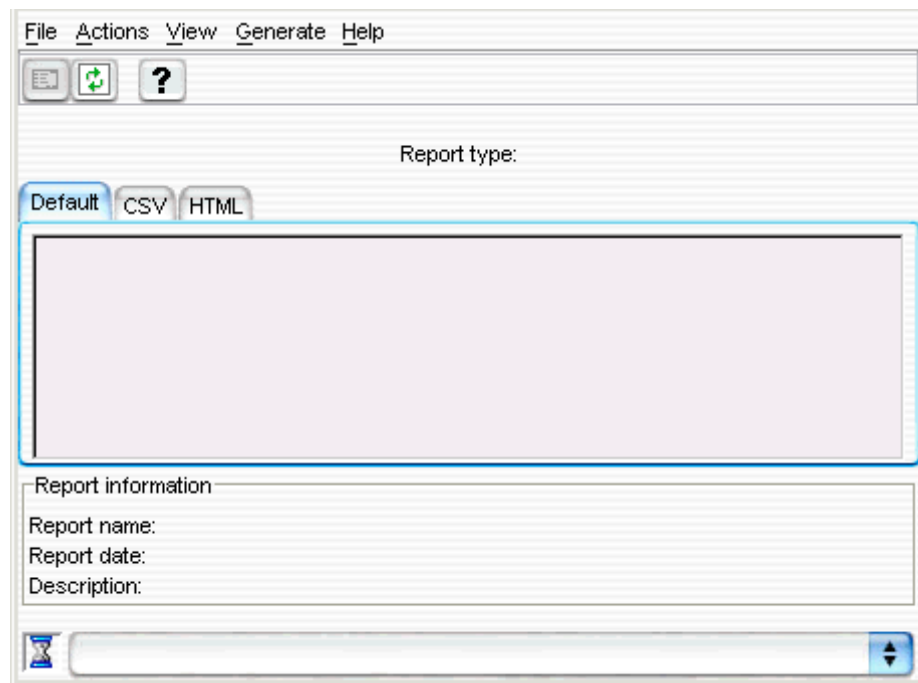 File Actions View Generate Help
?
Report type:
Default CSV HTML
Report information
Report name:
Report date:
Description: